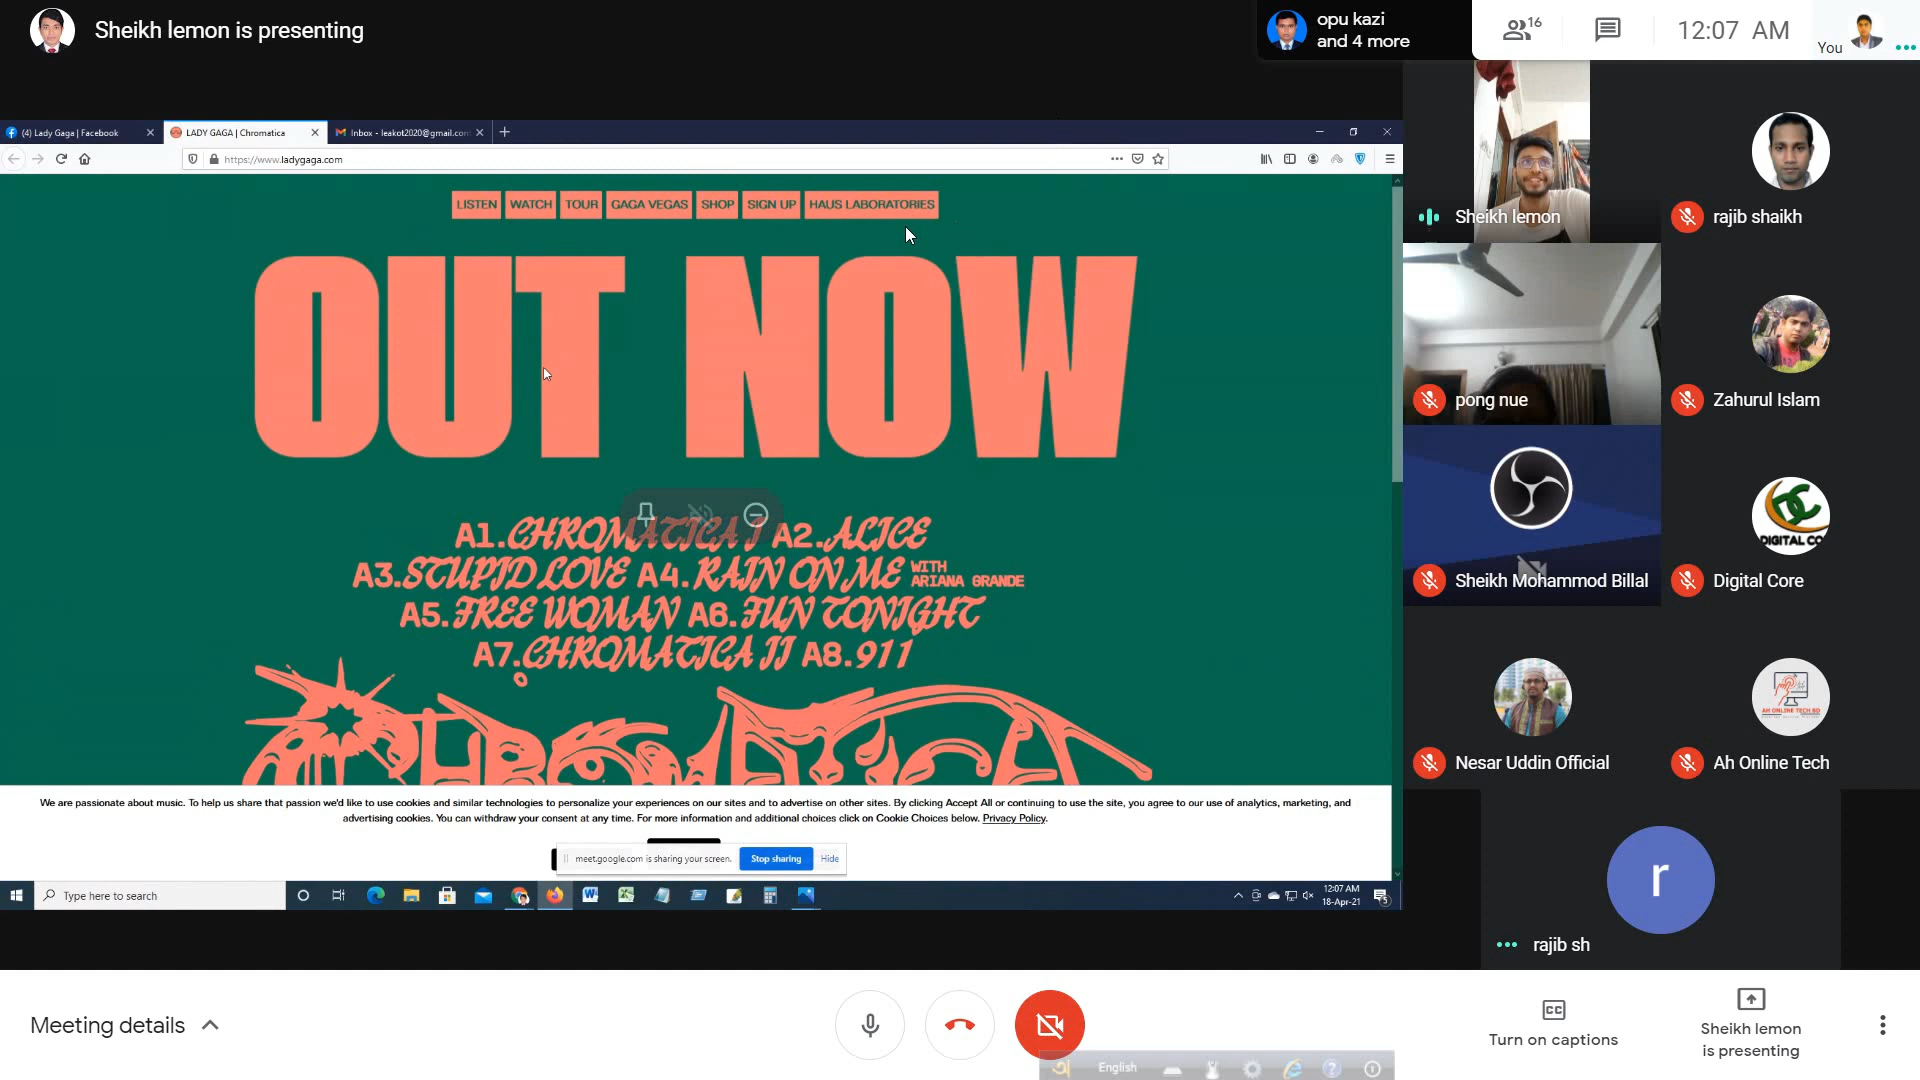 Sheikh lemon is presenting
opu kazi
and 4 more
16
12:07 AM
You
(4) Lady Gaga | Facebook
LADY GAGA | Chromatica
Inbox - leakot2020@gmail.com
https://www.ladygaga.com
LISTEN WATCH TOUR GAGA VEGAS SHOP SIGN UP HAUS LABORATORIES
OUT NOW
A1.CHROMATICA I A2.ALICE
A3.STUPID LOVE A4.RAIN ON ME WITH ARIANA GRANDE
A5.FREE WOMAN A6.FUN TONIGHT
A7.CHROMATICA II A8.911
CHROMATICA
We are passionate about music. To help us share that passion we'd like to use cookies and similar technologies to personalize your experiences on our sites and to advertise on other sites. By clicking Accept All or continuing to use the site, you agree to our use of analytics, marketing, and
advertising cookies. You can withdraw your consent at any time. For more information and additional choices click on Cookie Choices below. Privacy Policy.
meet.google.com is sharing your screen. Stop sharing Hide
Type here to search
12:07 AM
18-Apr-21
5
Sheikh lemon
rajib shaikh
pong nue
Zahurul Islam
Sheikh Mohammod Billal
DIGITAL CO
Digital Core
AH ONLINE TECH BD
Nesar Uddin Official
Ah Online Tech
r
rajib sh
Meeting details
CC
Turn on captions
Sheikh lemon
is presenting
অ
English